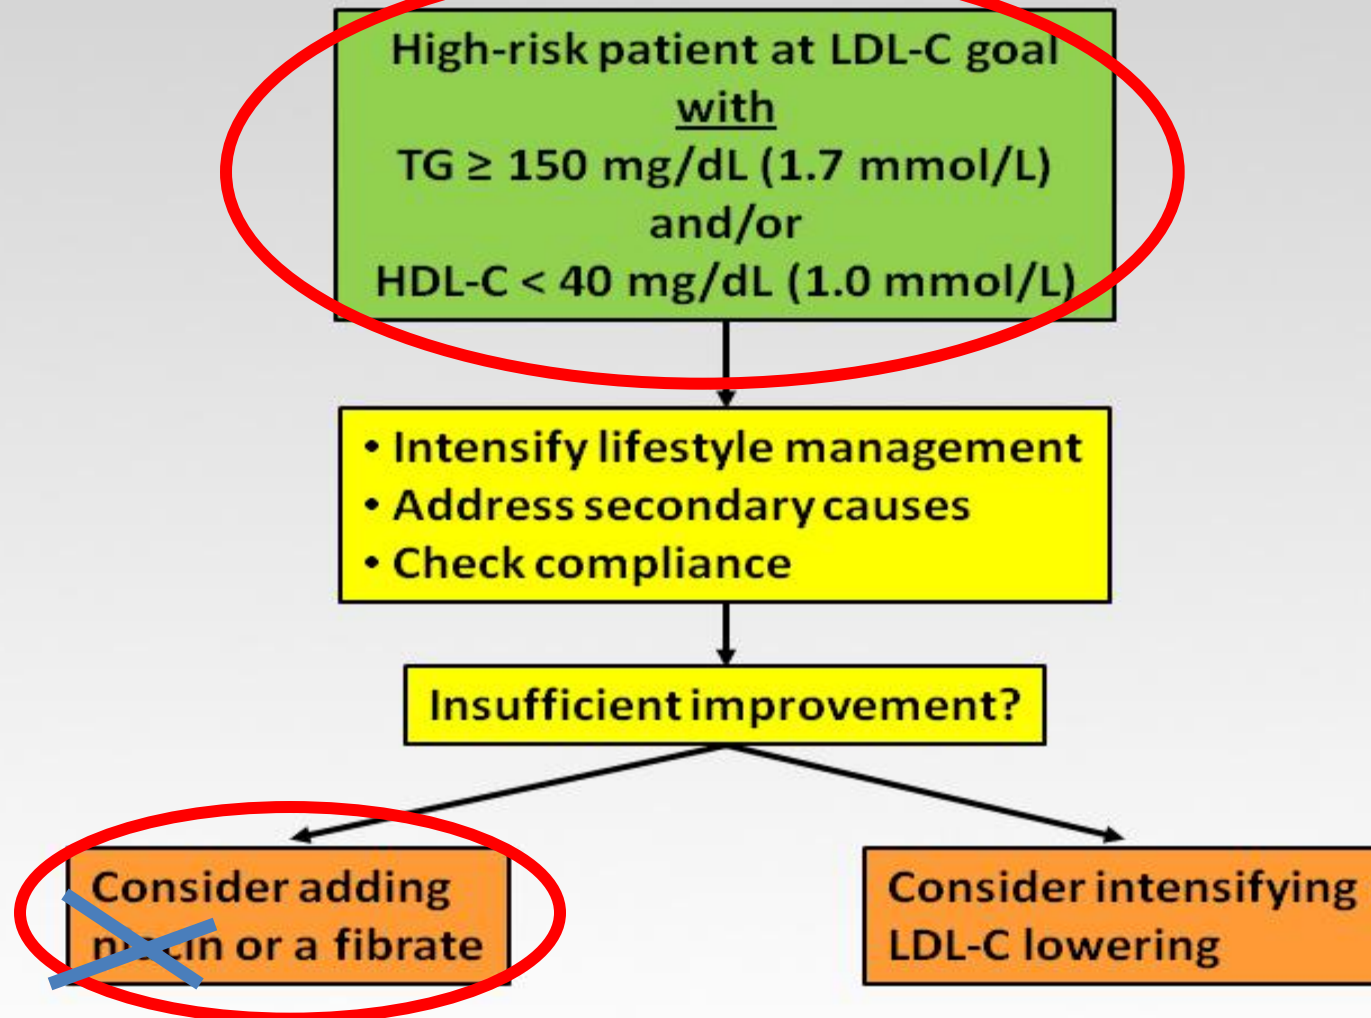 High-risk patient at LDL-C goal
with
TG ≥ 150 mg/dL (1.7 mmol/L)
and/or
HDL-C < 40 mg/dL (1.0 mmol/L)
• Intensify lifestyle management
• Address secondary causes
• Check compliance
Insufficient improvement?
Consider adding
niacin or a fibrate
Consider intensifying
LDL-C lowering